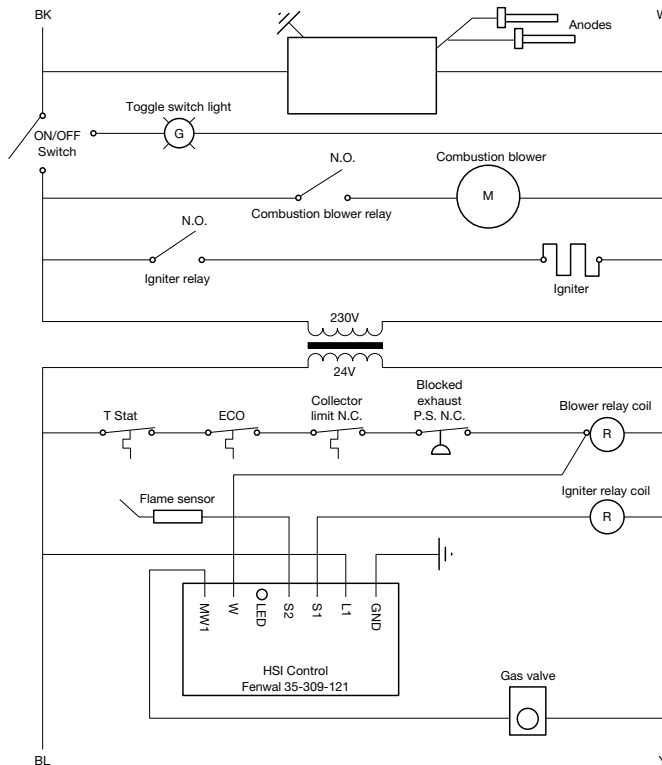 BK
W
Anodes
Toggle switch light
ON/OFF
Switch
G
N.O.
Combustion blower
M
Combustion blower relay
N.O.
Igniter relay
Igniter
230V
24V
T Stat
ECO
Collector
limit N.C.
Blocked
exhaust
P.S. N.C.
Blower relay coil
R
Flame sensor
Igniter relay coil
R
MW1
W
LED
S2
S1
L1
GND
HSI Control
Fenwal 35-309-121
Gas valve
BL
Y